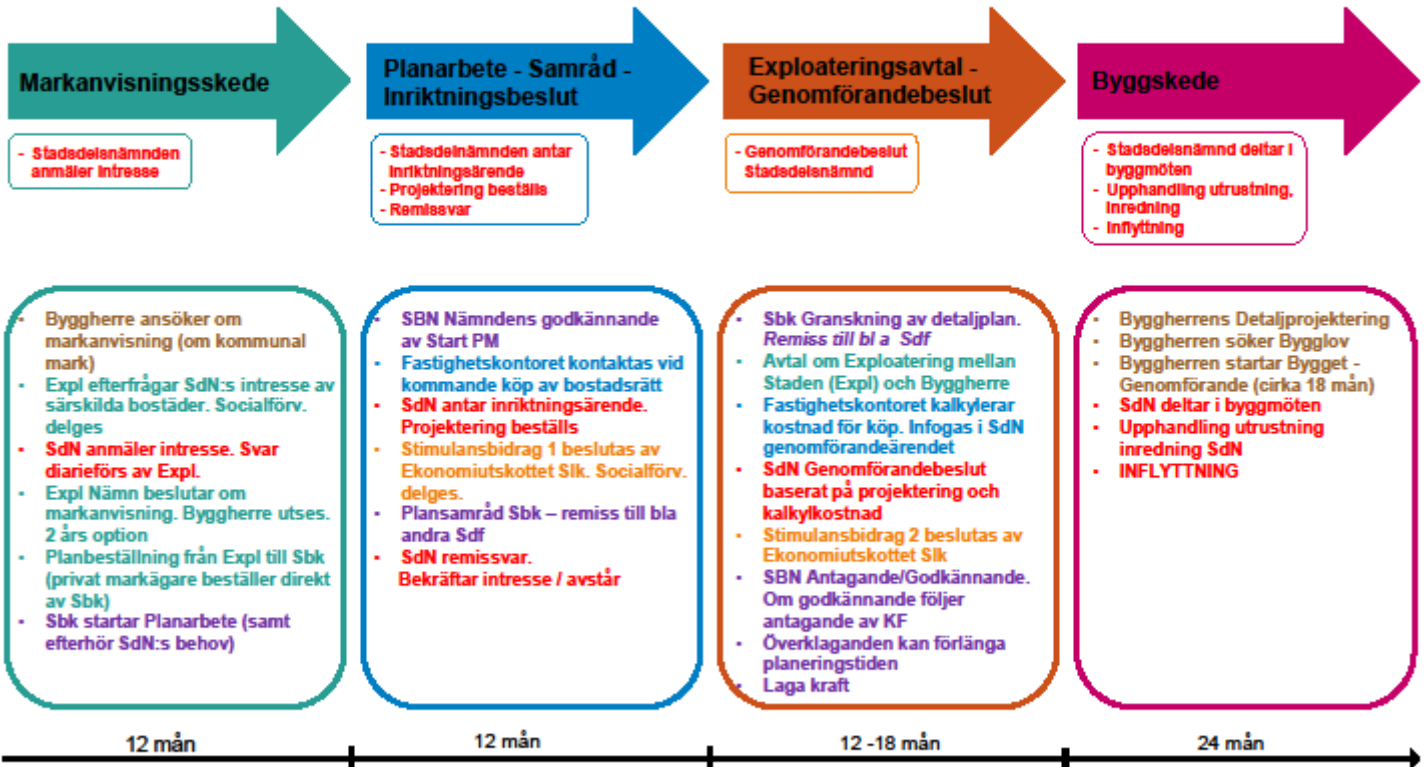 Markanvisningsskede
Planarbete - Samråd -
Inriktningsbeslut
Exploateringsavtal -
Genomförandebeslut
Byggskede
- Stadsdelsnämnden
anmäler intresse
- Stadsdelnämnden antar
inriktningsärende
- Projektering beställs
- Remissvar
- Genomförandebeslut
Stadsdelsnämnd
- Stadsdelsnämnd deltar i
byggmöten
- Upphandling utrustning,
inredning
- Inflyttning
• Byggherre ansöker om
markanvisning (om kommunal
mark)
• Expl efterfrågar SdN:s intresse av
särskilda bostäder. Socialförv.
delges
• SdN anmäler intresse. Svar
diarieförs av Expl.
• Expl Nämn beslutar om
markanvisning. Byggherre utses.
2 års option
• Planbeställning från Expl till Sbk
(privat markägare beställer direkt
av Sbk)
• Sbk startar Planarbete (samt
efterhör SdN:s behov)
• SBN Nämndens godkännande
av Start PM
• Fastighetskontoret kontaktas vid
kommande köp av bostadsrätt
• SdN antar inriktningsärende.
Projektering beställs
• Stimulansbidrag 1 beslutas av
Ekonomiutskottet Slk. Socialförv.
delges.
• Plansamråd Sbk – remiss till bla
andra Sdf
• SdN remissvar.
Bekräftar intresse / avstår
• Sbk Granskning av detaljplan.
Remiss till bl a Sdf
• Avtal om Exploatering mellan
Staden (Expl) och Byggherre
• Fastighetskontoret kalkylerar
kostnad för köp. Infogas i SdN
genomförandeärendet
• SdN Genomförandebeslut
baserat på projektering och
kalkylkostnad
• Stimulansbidrag 2 beslutas av
Ekonomiutskottet Slk
• SBN Antagande/Godkännande.
Om godkännande följer
antagande av KF
• Överklaganden kan förlänga
planeringstiden
• Laga kraft
• Byggherrens Detaljprojektering
• Byggherren söker Bygglov
• Byggherren startar Bygget -
Genomförande (cirka 18 mån)
• SdN deltar i byggmöten
• Upphandling utrustning
inredning SdN
• INFLYTTNING
12 mån
12 mån
12 -18 mån
24 mån